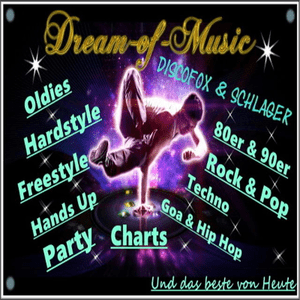 Dream-of-Music
DISCOFOX & SCHLAGER
Oldies
Hardstyle
Freestyle
Hands Up
Party
Charts
80er & 90er
Rock & Pop
Techno
Goa & Hip Hop
Und das beste von Heute